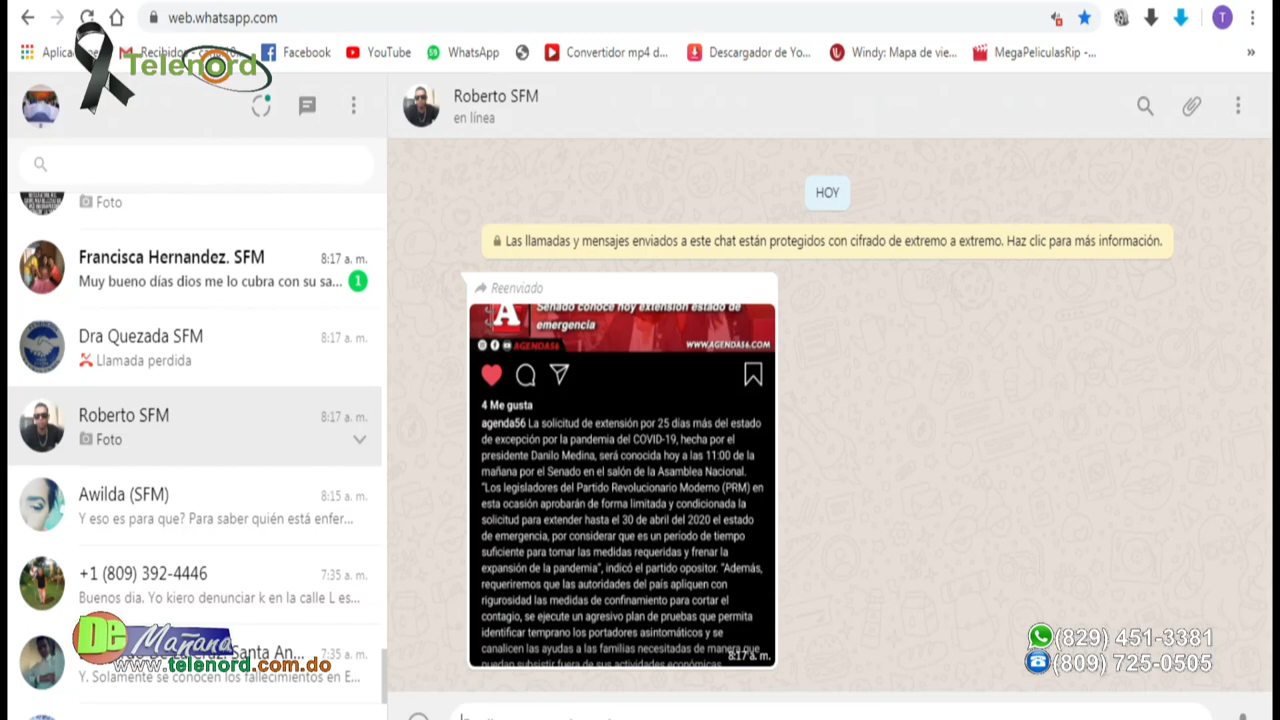 web.whatsapp.com
T
Facebook
YouTube
WhatsApp
Convertidor mp4 d...
Descargador de Yo...
Windy: Mapa de vie...
MegaPeliculasRip -...
»
Telenord
Roberto SFM
en línea
HOY
Las llamadas y mensajes enviados a este chat están protegidos con cifrado de extremo a extremo. Haz clic para más información.
Foto
Francisca Hernandez. SFM
8:17 a. m.
Muy bueno días dios me lo cubra con su sa...
1
Dra Quezada SFM
8:17 a. m.
Llamada perdida
Roberto SFM
8:17 a. m.
Foto
Awilda (SFM)
8:15 a. m.
Y eso es para que? Para saber quién está enfer...
+1 (809) 392-4446
7:35 a. m.
Buenos dia. Yo kiero denunciar k en la calle L es...
Santa An...
7:35 a. m.
Y. Solamente se conocen los fallecimientos en E...
De Mañana
www.telenord.com.do
Reenviado
Senado conoce hoy extensión estado de
emergencia
A
AGENDA56
WWW.AGENDA56.COM
4 Me gusta
agenda56 La solicitud de extensión por 25 días más del estado
de excepción por la pandemia del COVID-19, hecha por el
presidente Danilo Medina, será conocida hoy a las 11:00 de la
mañana por el Senado en el salón de la Asamblea Nacional.
"Los legisladores del Partido Revolucionario Moderno (PRM) en
esta ocasión aprobarán de forma limitada y condicionada la
solicitud para extender hasta el 30 de abril del 2020 el estado
de emergencia, por considerar que es un periodo de tiempo
suficiente para tomar las medidas requeridas y frenar la
expansión de la pandemia", indicó el partido opositor. "Además,
requeriremos que las autoridades del país apliquen con
rigurosidad las medidas de confinamiento para cortar el
contagio, se ejecute un agresivo plan de pruebas que permita
identificar temprano los portadores asintomáticos y se
canalicen las ayudas a las familias necesitadas de manera que
puedan subsistir fuera de sus actividades económicas.
8:17 a. m.
(829) 451-3381
(809) 725-0505